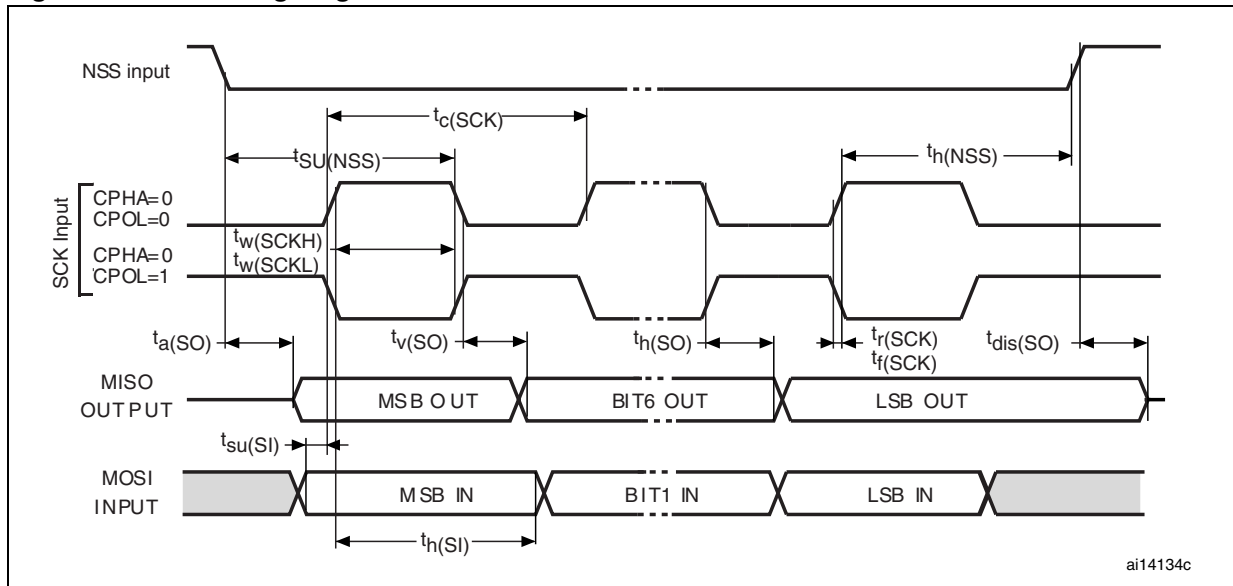 NSS input
tc(SCK)
tSU(NSS)
th(NSS)
SCK Input
CPHA=0
CPOL=0
tw(SCKH)
CPHA=0
tw(SCKL)
CPOL=1
ta(SO)
tv(SO)
th(SO)
tr(SCK)
tf(SCK)
tdis(SO)
MISO
OUTPUT
MSB OUT
BIT6 OUT
LSB OUT
tsu(SI)
MOSI
INPUT
MSB IN
BIT1 IN
LSB IN
th(SI)
ai14134c